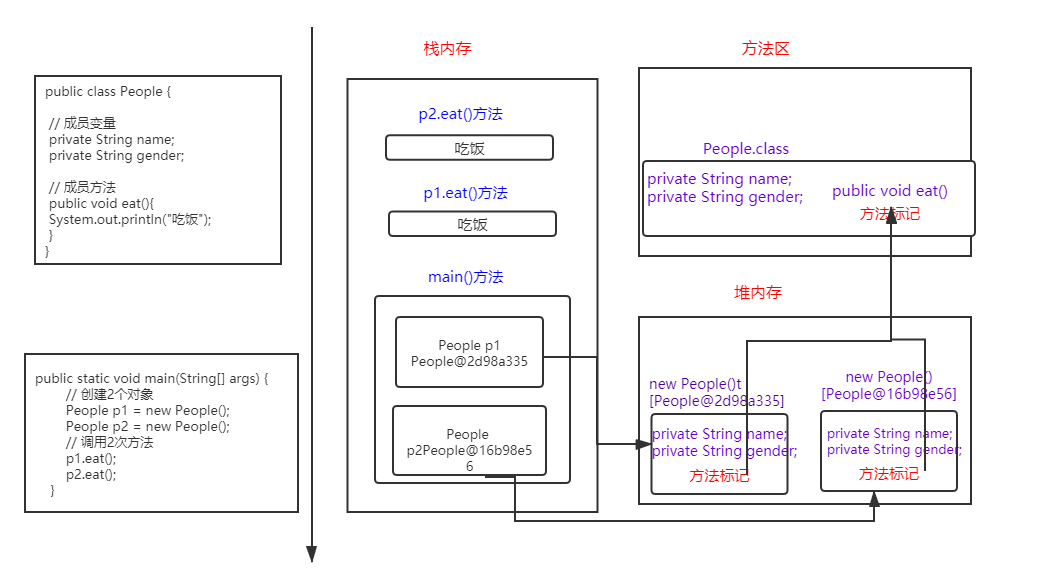 public class People {
// 成员变量
private String name;
private String gender;
// 成员方法
public void eat(){
System.out.println("吃饭");
}
}
public static void main(String[] args) {
// 创建2个对象
People p1 = new People();
People p2 = new People();
// 调用2次方法
p1.eat();
p2.eat();
}
栈内存
p2.eat()方法
吃饭
p1.eat()方法
吃饭
main()方法
People p1
People@2d98a335
People
p2People@16b98e5
6
方法区
People.class
private String name;
private String gender;
public void eat()
方法标记
堆内存
new People()t
[People@2d98a335]
private String name;
private String gender;
方法标记
new People()
[People@16b98e56]
private String name;
private String gender;
方法标记